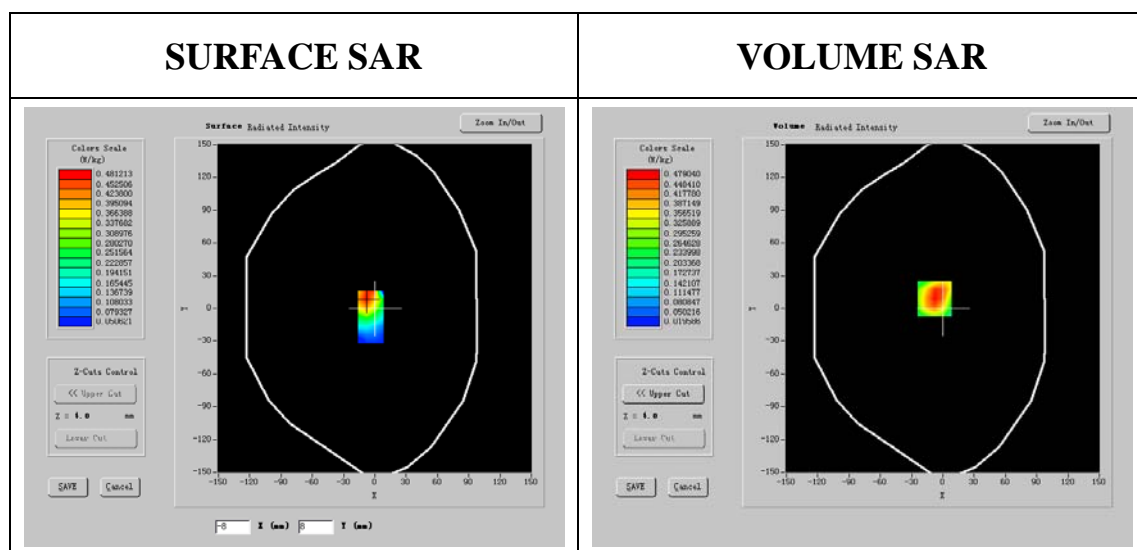 SURFACE SAR
VOLUME SAR
Surface Radiated Intensity
Zoom In/Out
Colors Scale
(W/kg)
0.481213
0.452506
0.423800
0.395094
0.366388
0.337682
0.308976
0.280270
0.251564
0.222857
0.194151
0.165445
0.136739
0.108033
0.079327
0.050621
150
120
90
60
30
0
-30
-60
-90
-120
-150
Y
-150 -120 -90 -60 -30 0 30 60 90 120 150
X
Z-Cuts Control
<< Upper Cut
Z = 4.0 mm
Lower Cut
SAVE Cancel
-8 X (mm) 8 Y (mm)
Volume Radiated Intensity
Zoom In/Out
Colors Scale
(W/kg)
0.479040
0.448410
0.417780
0.387149
0.356519
0.325889
0.295259
0.264628
0.233998
0.203368
0.172737
0.142107
0.111477
0.080847
0.050216
0.019586
150
120
90
60
30
0
-30
-60
-90
-120
-150
Y
-150 -120 -90 -60 -30 0 30 60 90 120 150
X
Z-Cuts Control
<< Upper Cut
Z = 4.0 mm
Lower Cut
SAVE Cancel